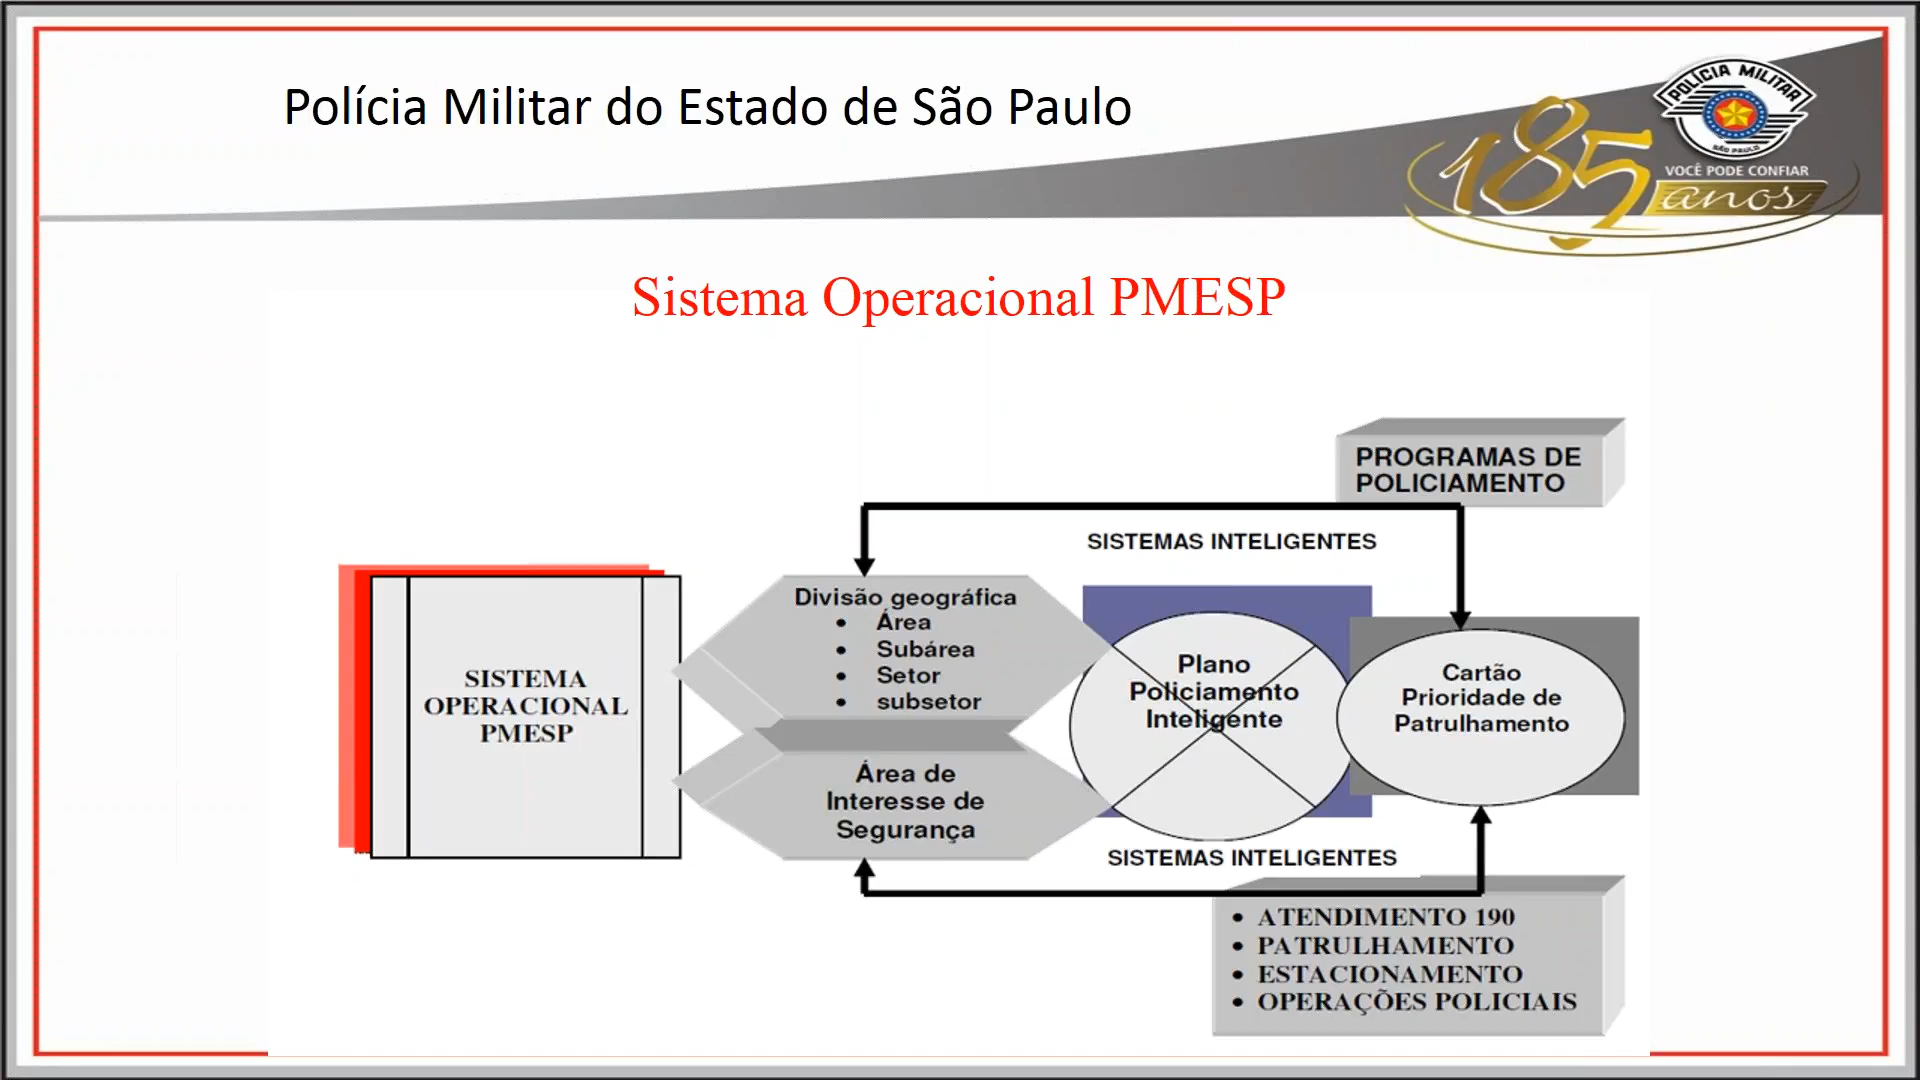 Polícia Militar do Estado de São Paulo
POLÍCIA MILITAR
SÃO PAULO
VOCÊ PODE CONFIAR
185
anos
Sistema Operacional PMESP
PROGRAMAS DE
POLICIAMENTO
SISTEMAS INTELIGENTES
SISTEMA
OPERACIONAL
PMESP
Divisão geográfica
• Área
• Subárea
• Setor
• subsetor
Área de
Interesse de
Segurança
Plano
Policiamento
Inteligente
Cartão
Prioridade de
Patrulhamento
SISTEMAS INTELIGENTES
• ATENDIMENTO 190
• PATRULHAMENTO
• ESTACIONAMENTO
• OPERAÇÕES POLICIAIS